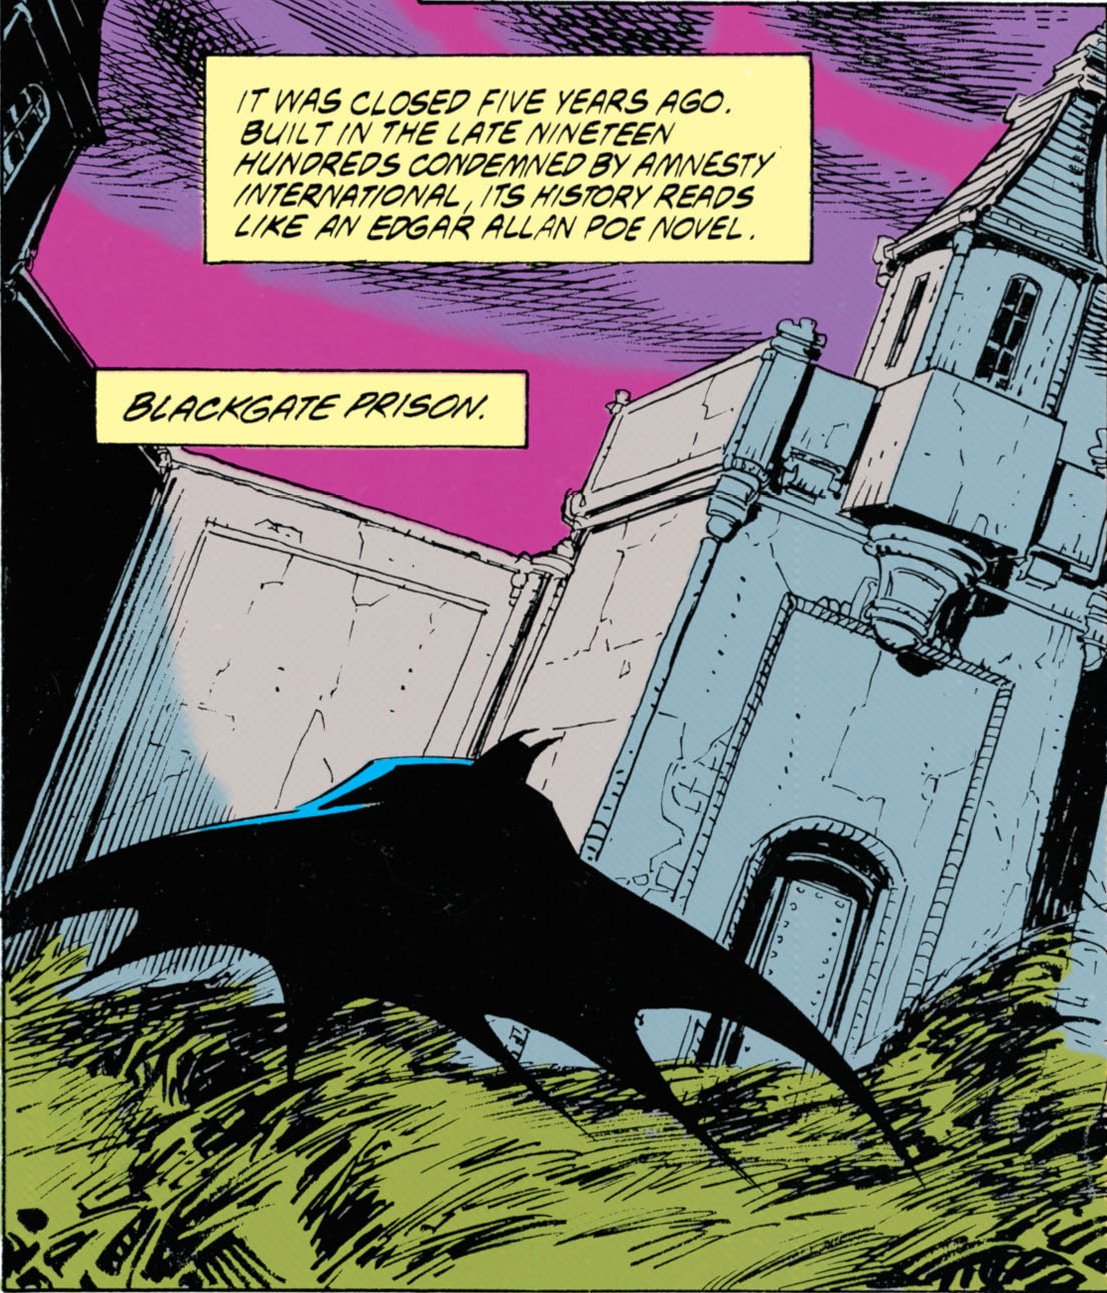 IT WAS CLOSED FIVE YEARS AGO.
BUILT IN THE LATE NINETEEN
HUNDREDS CONDEMNED BY AMNESTY
INTERNATIONAL, ITS HISTORY READS
LIKE AN EDGAR ALLAN POE NOVEL.
BLACKGATE PRISON.